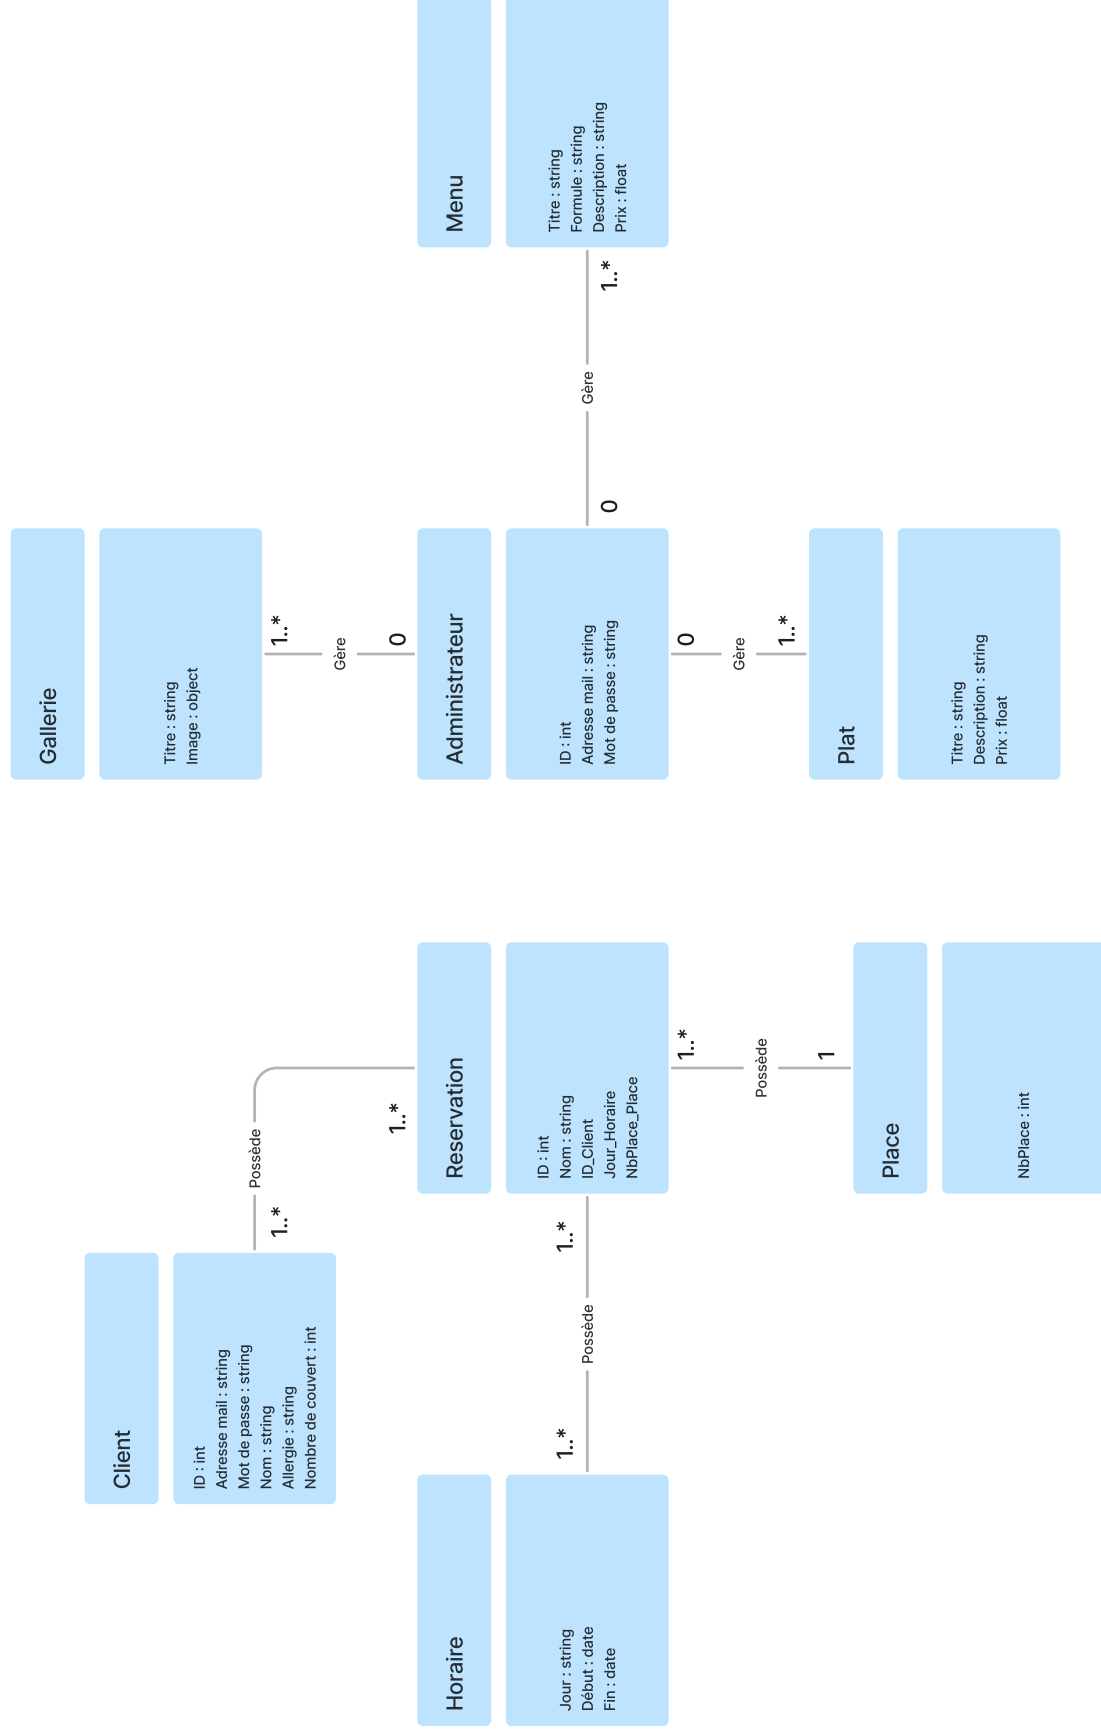 Client
ID : int
Adresse mail : string
Mot de passe : string
Nom : string
Allergie : string
Nombre de couvert : int
1..*
Possède
1..*
Horaire
Jour : string
Début : date
Fin : date
1..*
Possède
1..*
Reservation
ID : int
Nom : string
ID_Client
Jour_Horaire
NbPlace_Place
1..*
Possède
1
Place
NbPlace : int
Gallerie
Titre : string
Image : object
1..*
Gère
0
Administrateur
ID : int
Adresse mail : string
Mot de passe : string
0
Gère
1..*
Menu
Titre : string
Formule : string
Description : string
Prix : float
0
Gère
1..*
Plat
Titre : string
Description : string
Prix : float